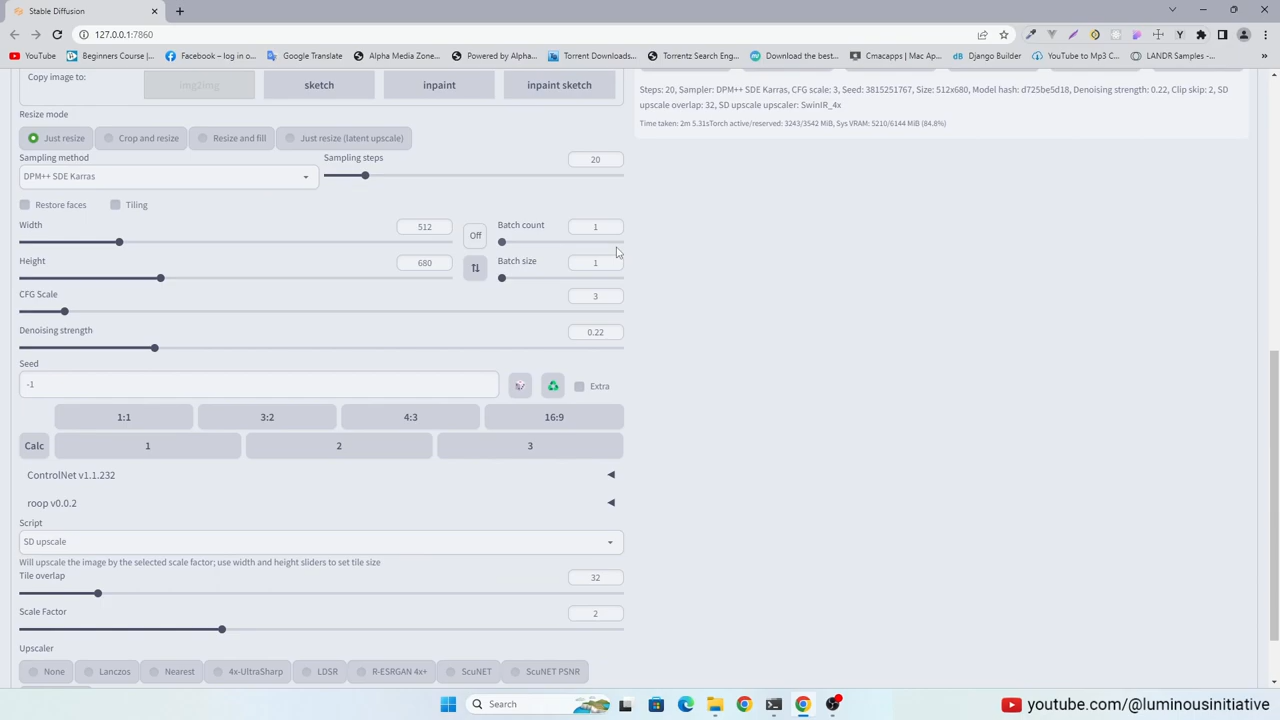 Stable Diffusion
127.0.0.1:7860
YouTube
Beginners Course |...
Facebook – log in o...
Google Translate
Alpha Media Zone...
Powered by Alpha...
Torrent Downloads...
Torrentz Search Eng...
Download the best...
Cmacapps | Mac Ap...
Django Builder
YouTube to Mp3 C...
LANDR Samples -...
Copy image to:
img2img
sketch
inpaint
inpaint sketch
Steps: 20, Sampler: DPM++ SDE Karras, CFG scale: 3, Seed: 3815251767, Size: 512x680, Model hash: d725be5d18, Denoising strength: 0.22, Clip skip: 2, SD
upscale overlap: 32, SD upscale upscaler: SwinIR_4x
Time taken: 2m 5.31sTorch active/reserved: 3243/3542 MiB, Sys VRAM: 5210/6144 MiB (84.8%)
Resize mode
Just resize
Crop and resize
Resize and fill
Just resize (latent upscale)
Sampling method
DPM++ SDE Karras
Sampling steps
20
Restore faces
Tiling
Width
512
Off
Batch count
1
Height
680
Batch size
1
CFG Scale
3
Denoising strength
0.22
Seed
-1
Extra
1:1
3:2
4:3
16:9
Calc
1
2
3
ControlNet v1.1.232
roop v0.0.2
Script
SD upscale
Will upscale the image by the selected scale factor; use width and height sliders to set tile size
Tile overlap
32
Scale Factor
2
Upscaler
None
Lanczos
Nearest
4x-UltraSharp
LDSR
R-ESRGAN 4x+
ScuNET
ScuNET PSNR
Search
youtube.com/@luminousinitiative